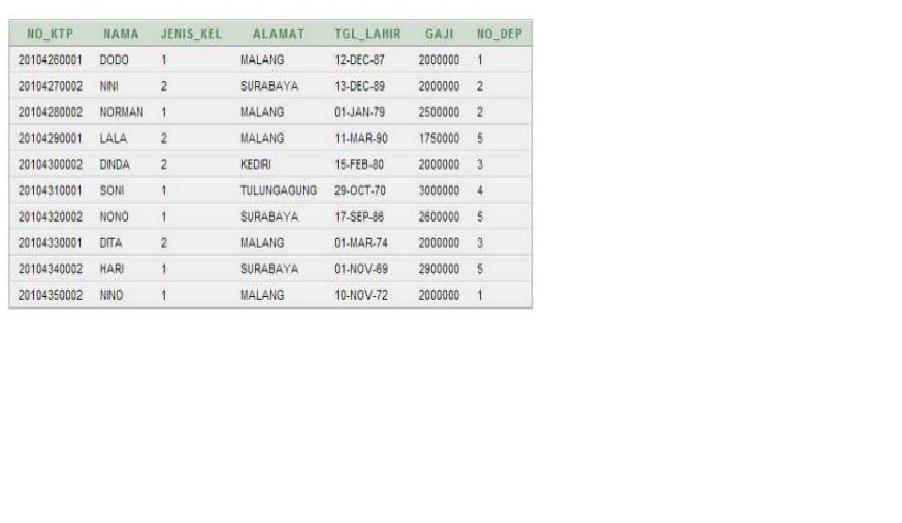 NO_KTP NAMA JENIS_KEL ALAMAT TGL_LAHIR GAJI NO_DEP
20104260001 DODO 1 MALANG 12-DEC-87 2000000 1
20104270002 NINI 2 SURABAYA 13-DEC-89 2000000 2
20104280002 NORMAN 1 MALANG 01-JAN-79 2500000 2
20104290001 LALA 2 MALANG 11-MAR-90 1750000 5
20104300002 DINDA 2 KEDIRI 15-FEB-80 2000000 3
20104310001 SONI 1 TULUNGAGUNG 29-OCT-70 3000000 4
20104320002 NONO 1 SURABAYA 17-SEP-86 2600000 5
20104330001 DITA 2 MALANG 01-MAR-74 2000000 3
20104340002 HARI 1 SURABAYA 01-NOV-69 2900000 5
20104350002 NINO 1 MALANG 10-NOV-72 2000000 1